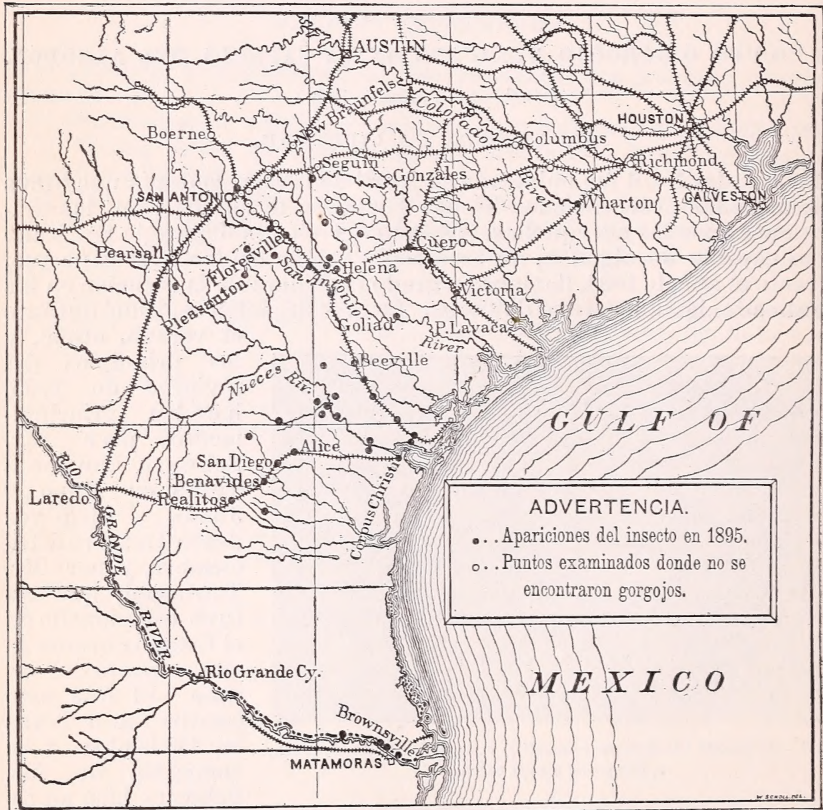 AUSTIN
New Braunfels
Colorado
River
HOUSTON
Boerne
Columbus
Seguin
Richmond
Gonzales
SAN ANTONIO
Wharton
GALVESTON
Cuero
Pearsall
Floresville
San Antonio
River
Helena
Pleasanton
Victoria
Goliad
P. Lavaca
Beeville
Nueces Riv.
GULF OF
Alice
San Diego
RIO
GRANDE
RIVER
Benavides
Laredo
Realitos
Corpus Christi
ADVERTENCIA.
●..Apariciones del insecto en 1895.
○..Puntos examinados donde no se
encontraron gorgojos.
Rio Grande Cy.
MEXICO
Brownsville
MATAMORAS